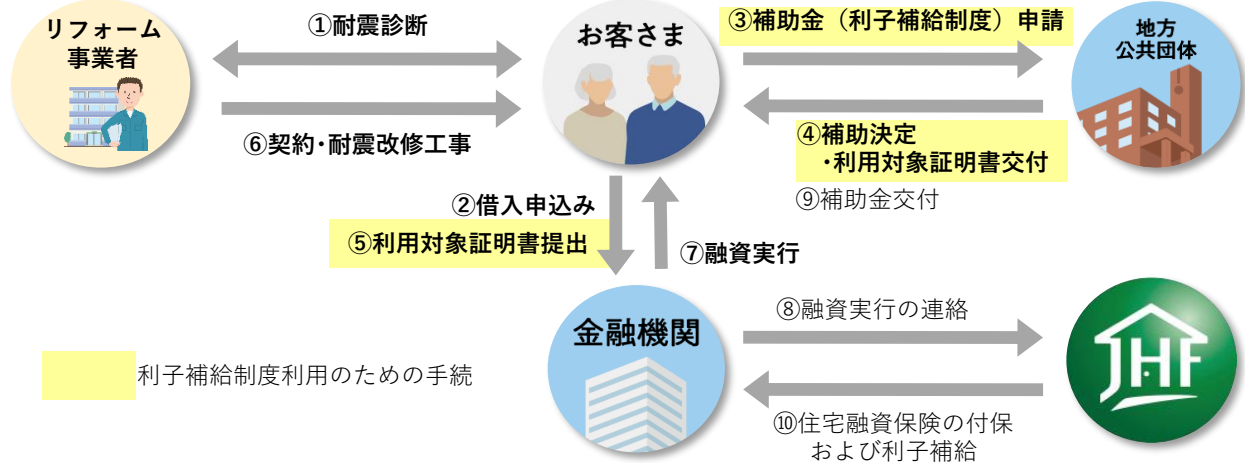 リフォーム
事業者
①耐震診断
お客さま
③補助金（利子補給制度）申請
地方
公共団体
⑥契約・耐震改修工事
④補助決定
・利用対象証明書交付
⑨補助金交付
②借入申込み
⑤利用対象証明書提出
⑦融資実行
金融機関
⑧融資実行の連絡
JHF
利子補給制度利用のための手続
⑩住宅融資保険の付保
および利子補給